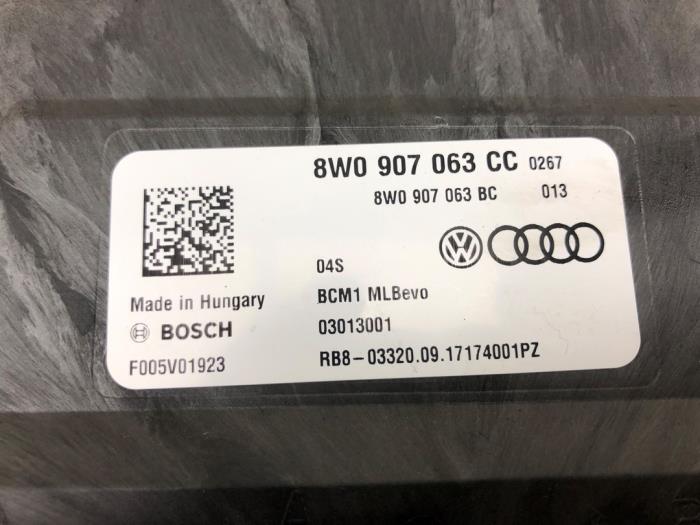 8W0 907 063 CC 0267
8W0 907 063 BC 013
04S
BCM1 MLBevo
03013001
RB8-03320.09.17174001PZ
Made in Hungary
BOSCH
F005V01923